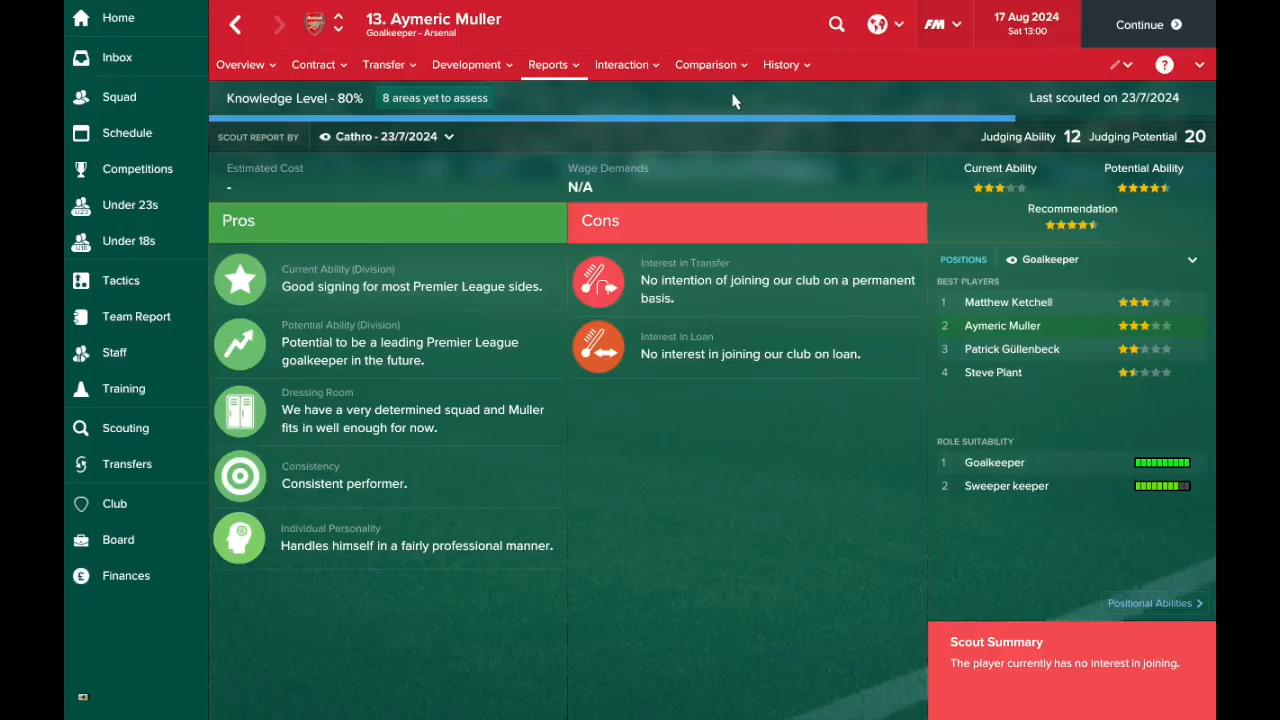 Home
Inbox
Squad
Schedule
Competitions
U23
Under 23s
U18
Under 18s
Tactics
Team Report
Staff
Training
Scouting
Transfers
Club
Board
£
Finances
13. Aymeric Muller
Goalkeeper - Arsenal
FM
17 Aug 2024
Sat 13:00
Continue
Overview
Contract
Transfer
Development
Reports
Interaction
Comparison
History
?
Knowledge Level - 80%
8 areas yet to assess
Last scouted on 23/7/2024
SCOUT REPORT BY
Cathro - 23/7/2024
Judging Ability 12 Judging Potential 20
Estimated Cost
-
Wage Demands
N/A
Pros
Current Ability (Division)
Good signing for most Premier League sides.
Potential Ability (Division)
Potential to be a leading Premier League
goalkeeper in the future.
Dressing Room
We have a very determined squad and Muller
fits in well enough for now.
Consistency
Consistent performer.
Individual Personality
Handles himself in a fairly professional manner.
Cons
Interest in Transfer
No intention of joining our club on a permanent
basis.
Interest in Loan
No interest in joining our club on loan.
Current Ability
Potential Ability
Recommendation
POSITIONS
Goalkeeper
BEST PLAYERS
1 Matthew Ketchell
2 Aymeric Muller
3 Patrick Güllenbeck
4 Steve Plant
ROLE SUITABILITY
1 Goalkeeper
2 Sweeper keeper
Positional Abilities
Scout Summary
The player currently has no interest in joining.